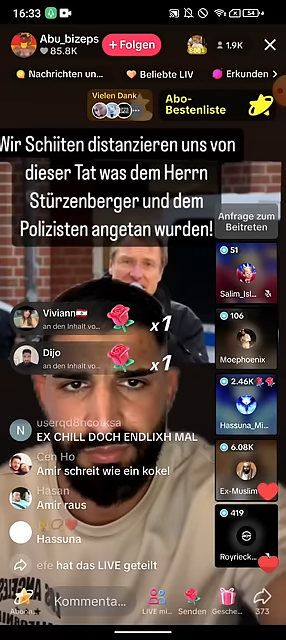 16:33
Abu_bizeps
85.8K
+ Folgen
1.9K
Nachrichten un...
Beliebte LIV
Erkunden >
Vielen Dank
Abo-
Bestenliste
Wir Schiiten distanzieren uns von
dieser Tat was dem Herrn
Stürzenberger und dem
Polizisten angetan wurden!
Anfrage zum
Beitreten
51
Salim_Isl...
106
Moephoenix
2.46K
Hassuna_Mi...
6.08K
Ex-Muslim
419
Royrieck...
Viviann
an den Inhalt vo...
x1
Dijo
an den Inhalt vo...
x1
N
userqd8hcolksa
EX CHILL DOCH ENDLIXH MAL
Cen Ho
Amir schreit wie ein kokel
Hasan
Amir raus
Hassuna
efe hat das LIVE geteilt
Abonn...
Kommenta...
LIVE mi...
Senden
Gesche...
373